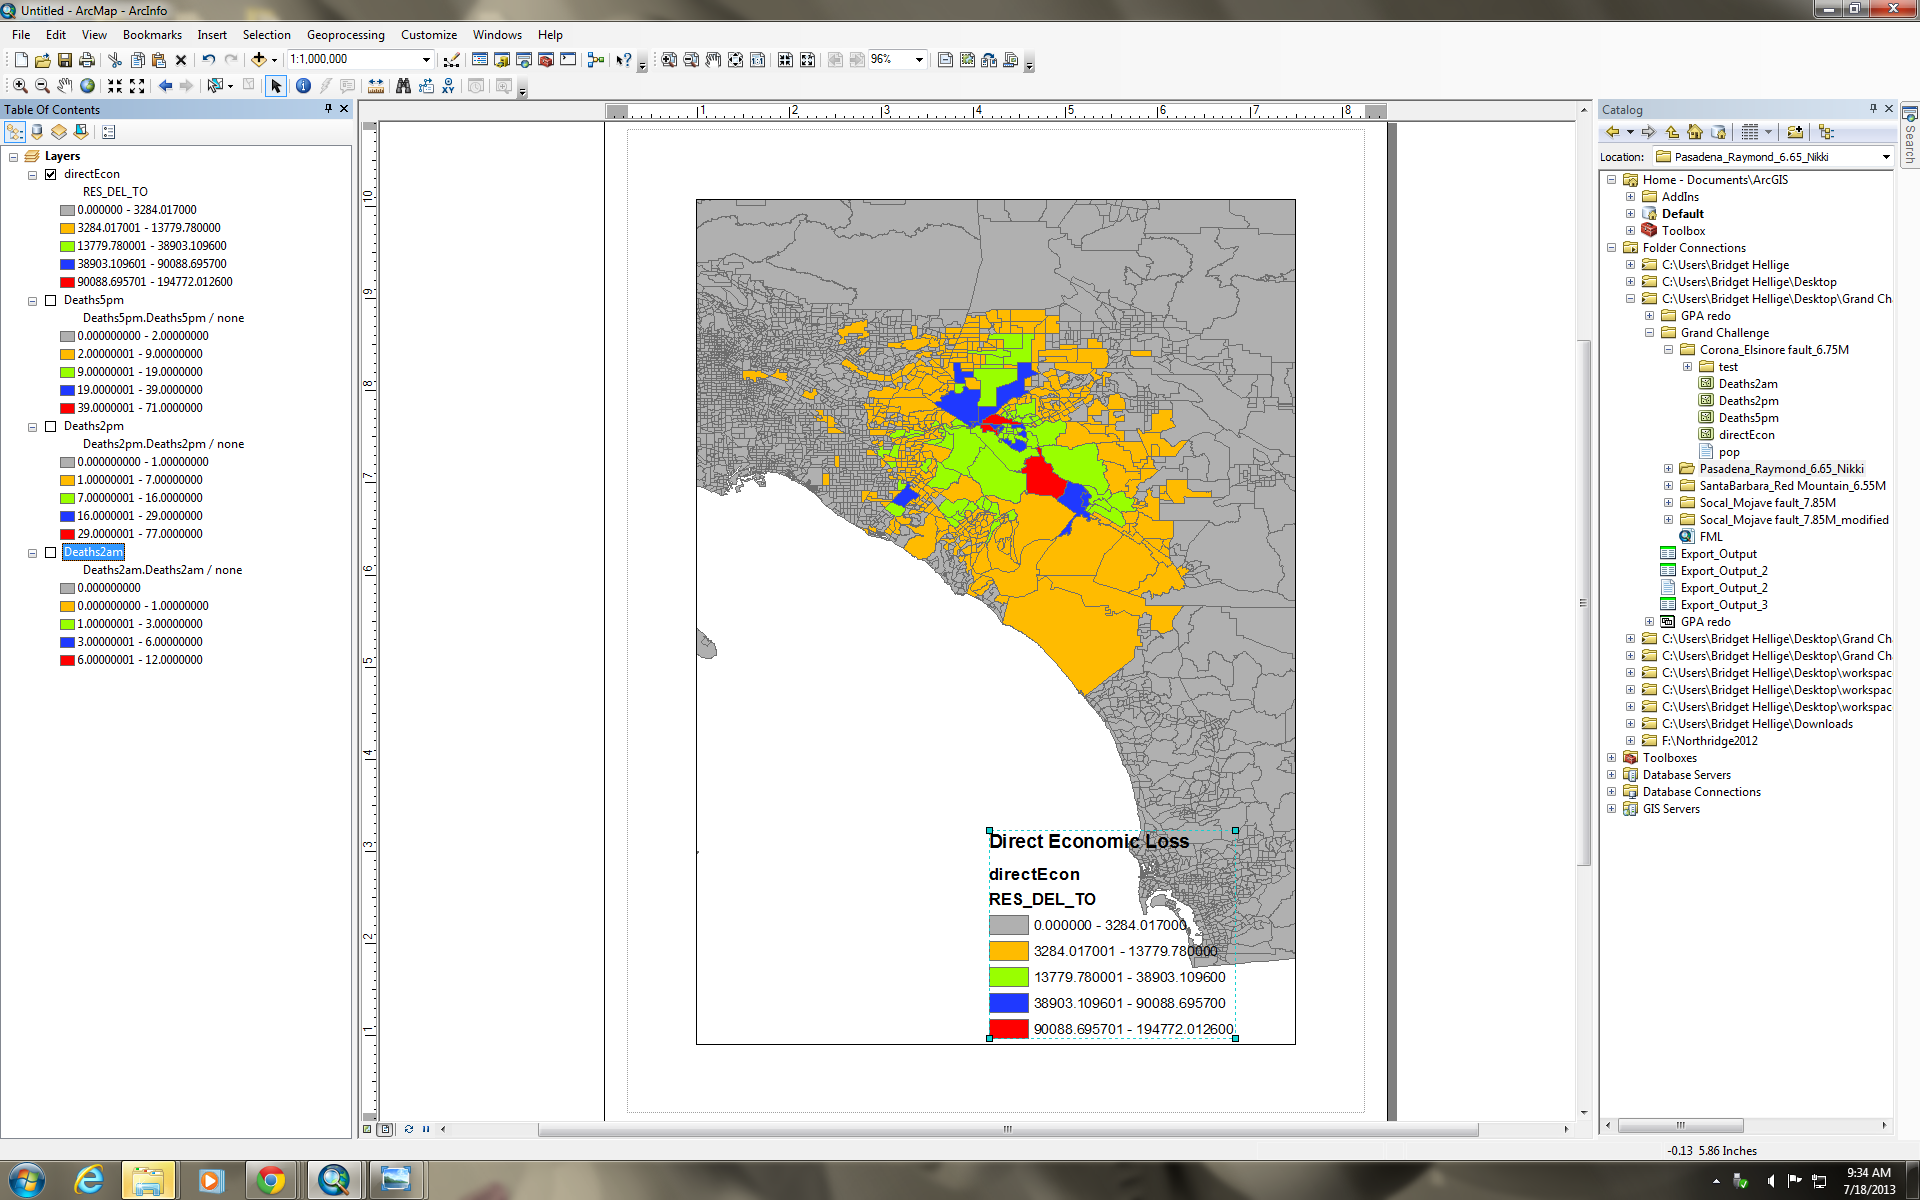 Untitled - ArcMap - ArcInfo
File Edit View Bookmarks Insert Selection Geoprocessing Customize Windows Help
1:1,000,000
96%
Table Of Contents
Layers
directEcon
RES_DEL_TO
0.000000 - 3284.017000
3284.017001 - 13779.780000
13779.780001 - 38903.109600
38903.109601 - 90088.695700
90088.695701 - 194772.012600
Deaths5pm
Deaths5pm.Deaths5pm / none
0.000000000 - 2.00000000
2.00000001 - 9.00000000
9.00000001 - 19.0000000
19.0000001 - 39.0000000
39.0000001 - 71.0000000
Deaths2pm
Deaths2pm.Deaths2pm / none
0.000000000 - 1.00000000
1.00000001 - 7.00000000
7.00000001 - 16.0000000
16.0000001 - 29.0000000
29.0000001 - 77.0000000
Deaths2am
Deaths2am.Deaths2am / none
0.000000000
0.000000000 - 1.00000000
1.00000001 - 3.00000000
3.00000001 - 6.00000000
6.00000001 - 12.0000000
1 2 3 4 5 6 7 8
10
9
8
7
6
5
4
3
2
1
Direct Economic Loss
directEcon
RES_DEL_TO
0.000000 - 3284.017000
3284.017001 - 13779.780000
13779.780001 - 38903.109600
38903.109601 - 90088.695700
90088.695701 - 194772.012600
Catalog
Location: Pasadena_Raymond_6.65_Nikki
Home - Documents\ArcGIS
AddIns
Default
Toolbox
Folder Connections
C:\Users\Bridget Hellige
C:\Users\Bridget Hellige\Desktop
C:\Users\Bridget Hellige\Desktop\Grand Ch
GPA redo
Grand Challenge
Corona_Elsinore fault_6.75M
test
Deaths2am
Deaths2pm
Deaths5pm
directEcon
pop
Pasadena_Raymond_6.65_Nikki
SantaBarbara_Red Mountain_6.55M
Socal_Mojave fault_7.85M
Socal_Mojave fault_7.85M_modified
FML
Export_Output
Export_Output_2
Export_Output_2
Export_Output_3
GPA redo
C:\Users\Bridget Hellige\Desktop\Grand Ch
C:\Users\Bridget Hellige\Desktop\Grand Ch
C:\Users\Bridget Hellige\Desktop\workspac
C:\Users\Bridget Hellige\Desktop\workspac
C:\Users\Bridget Hellige\Desktop\workspac
C:\Users\Bridget Hellige\Downloads
F:\Northridge2012
Toolboxes
Database Servers
Database Connections
GIS Servers
Search
-0.13 5.86 Inches
9:34 AM
7/18/2013